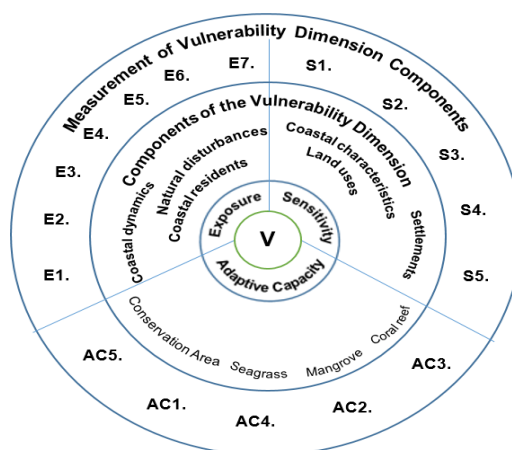 Measurement of Vulnerability Dimension Components
E1.
E2.
E3.
E4.
E5.
E6.
E7.
S1.
S2.
S3.
S4.
S5.
Components of the Vulnerability Dimension
Coastal dynamics
Natural disturbances
Coastal residents
Coastal characteristics
Land uses
Settlements
Exposure
Sensitivity
Adaptive Capacity
V
Conservation Area
Seagrass
Mangrove
Coral reef
AC5.
AC1.
AC4.
AC2.
AC3.